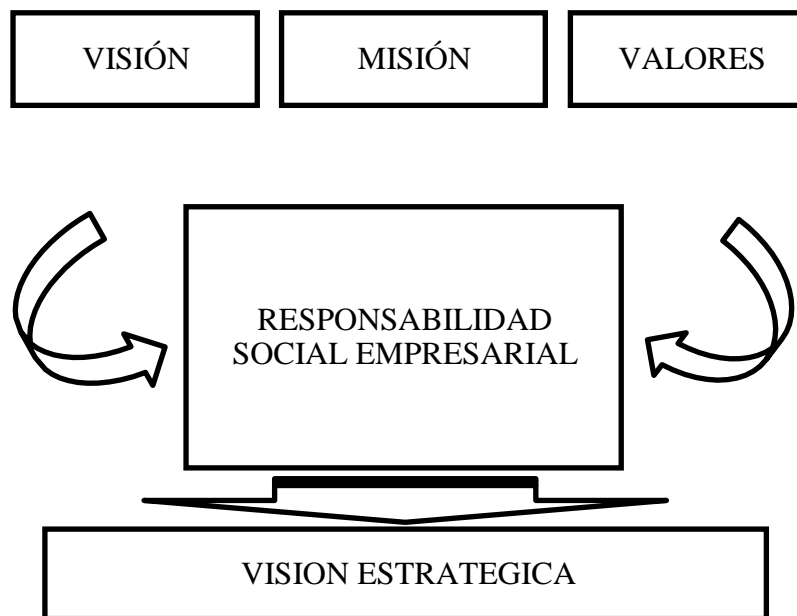 VISIÓN
MISIÓN
VALORES
RESPONSABILIDAD
SOCIAL EMPRESARIAL
VISION ESTRATEGICA